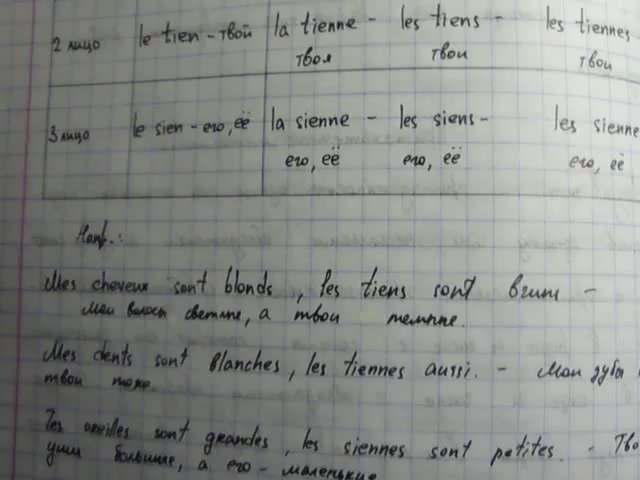 2 лицо le tien - твой la tienne - les tiens - les tiennes
твоя твои твои
3 лицо le sien - его, её la sienne - les siens - les sienne
его, её его, её его, её
Напр.:
Mes cheveux sont blonds, les tiens sont bruns -
Мои волосы светлые, а твои темные.
Mes dents sont blanches, les tiennes aussi. - Мои зубы
твои тоже.
Tes oreilles sont grandes, les siennes sont petites. - Тво
уши большие, а его - маленькие